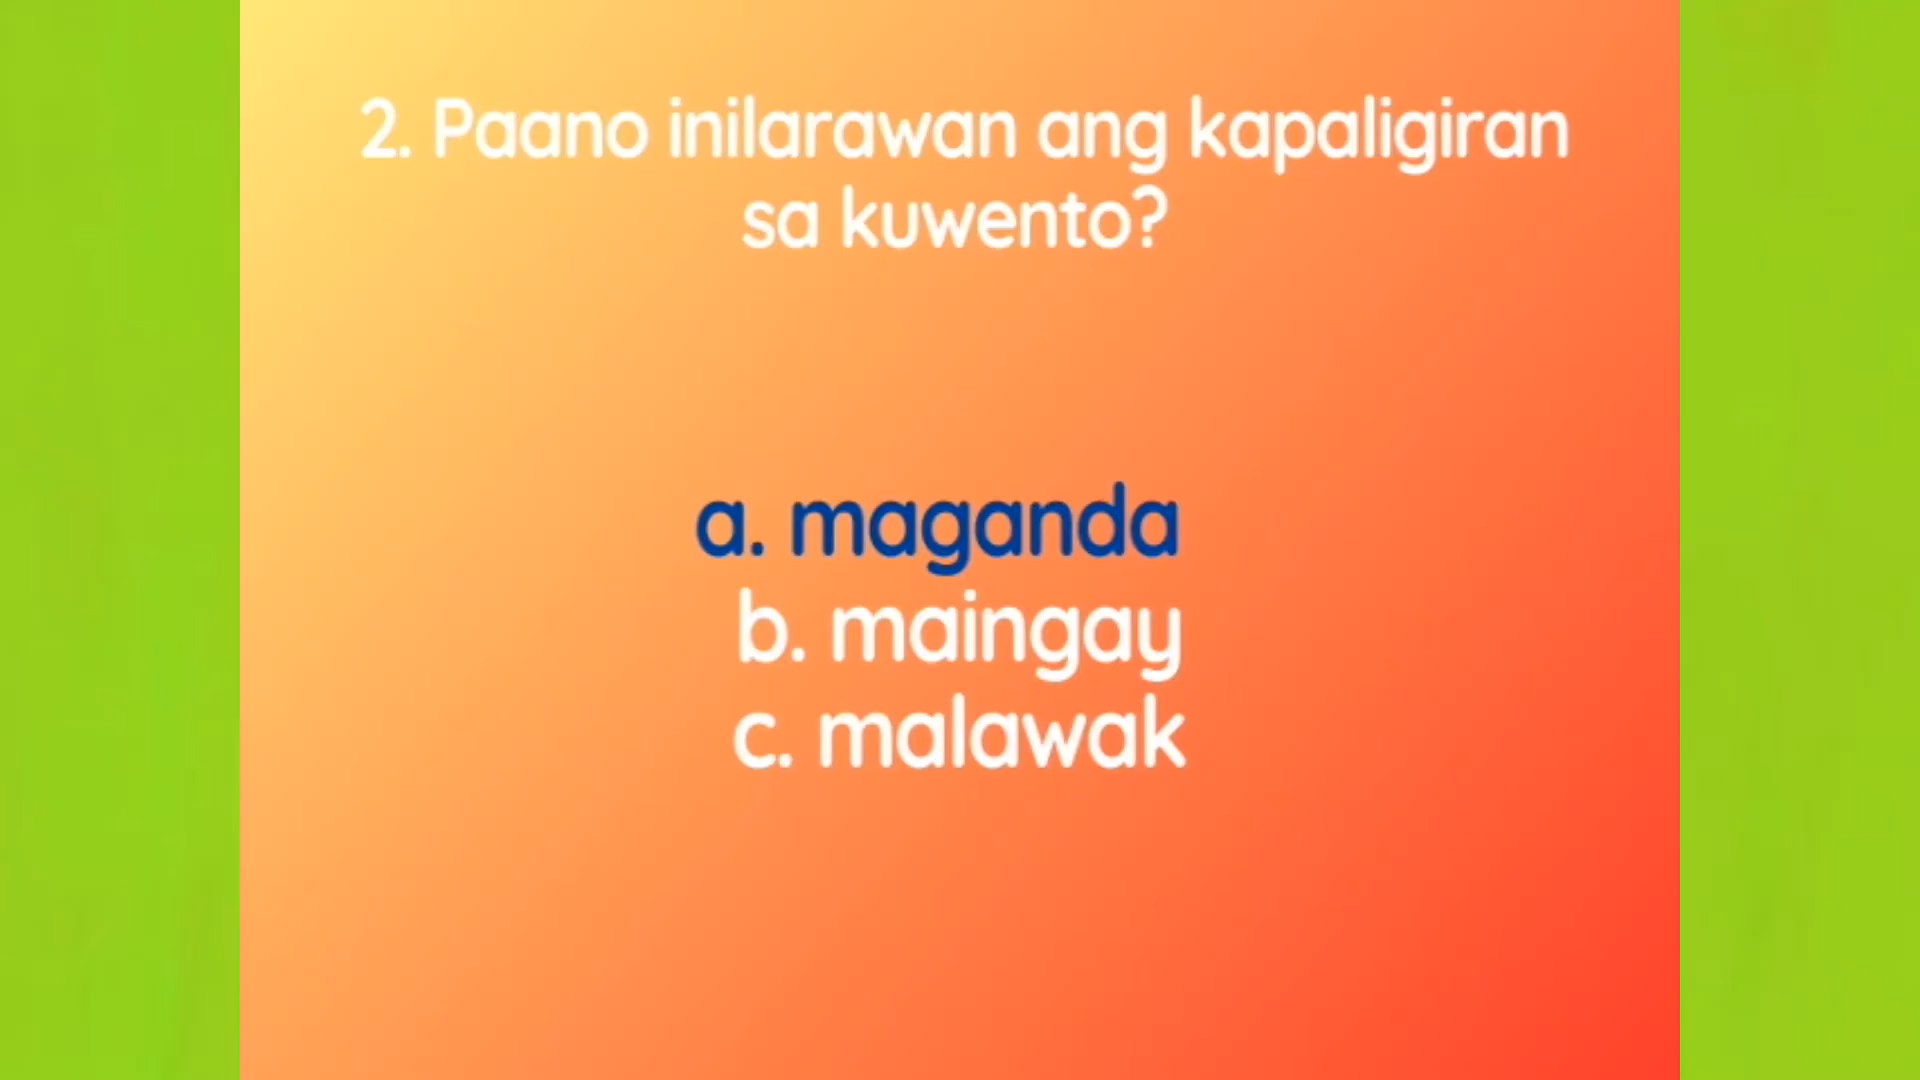 2. Paano inilarawan ang kapaligiran
sa kuwento?
a. maganda
b. maingay
c. malawak